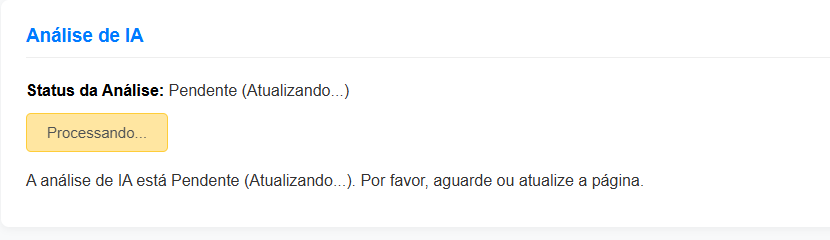 Análise de IA
Status da Análise: Pendente (Atualizando...)
Processando...
A análise de IA está Pendente (Atualizando...). Por favor, aguarde ou atualize a página.